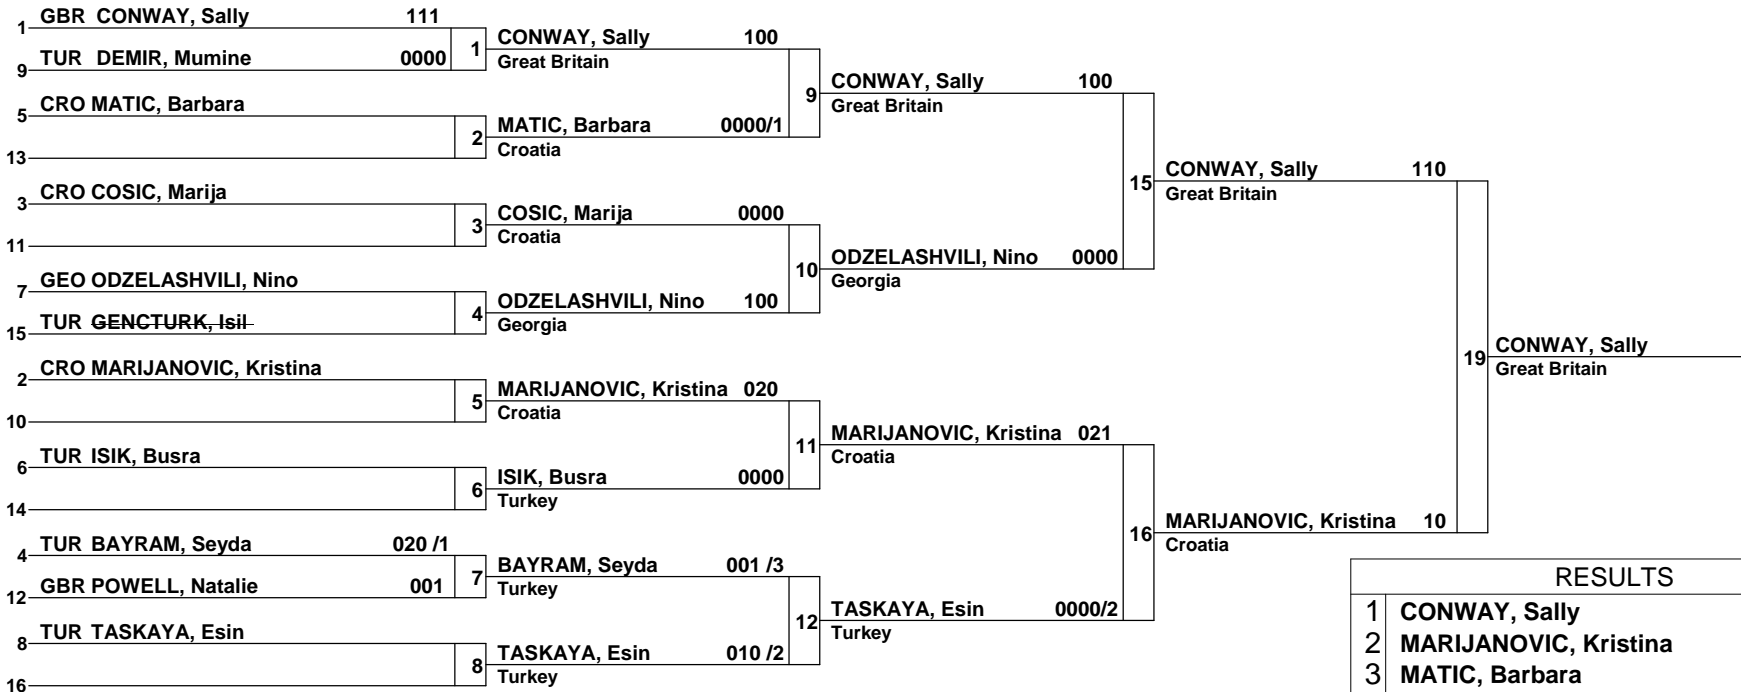 1 GBR CONWAY, Sally 111
9 TUR DEMIR, Mumine 0000
5 CRO MATIC, Barbara
13
3 CRO COSIC, Marija
11
7 GEO ODZELASHVILI, Nino
15 TUR GENCTURK, Isil
2 CRO MARIJANOVIC, Kristina
10
6 TUR ISIK, Busra
14
4 TUR BAYRAM, Seyda 020 /1
12 GBR POWELL, Natalie 001
8 TUR TASKAYA, Esin
16
1 CONWAY, Sally 100
Great Britain
2 MATIC, Barbara 0000/1
Croatia
3 COSIC, Marija 0000
Croatia
4 ODZELASHVILI, Nino 100
Georgia
5 MARIJANOVIC, Kristina 020
Croatia
6 ISIK, Busra 0000
Turkey
7 BAYRAM, Seyda 001 /3
Turkey
8 TASKAYA, Esin 010 /2
Turkey
9 CONWAY, Sally 100
Great Britain
10 ODZELASHVILI, Nino 0000
Georgia
11 MARIJANOVIC, Kristina 021
Croatia
12 TASKAYA, Esin 0000/2
Turkey
15 CONWAY, Sally 110
Great Britain
16 MARIJANOVIC, Kristina 10
Croatia
19 CONWAY, Sally
Great Britain
RESULTS
1 CONWAY, Sally
2 MARIJANOVIC, Kristina
3 MATIC, Barbara